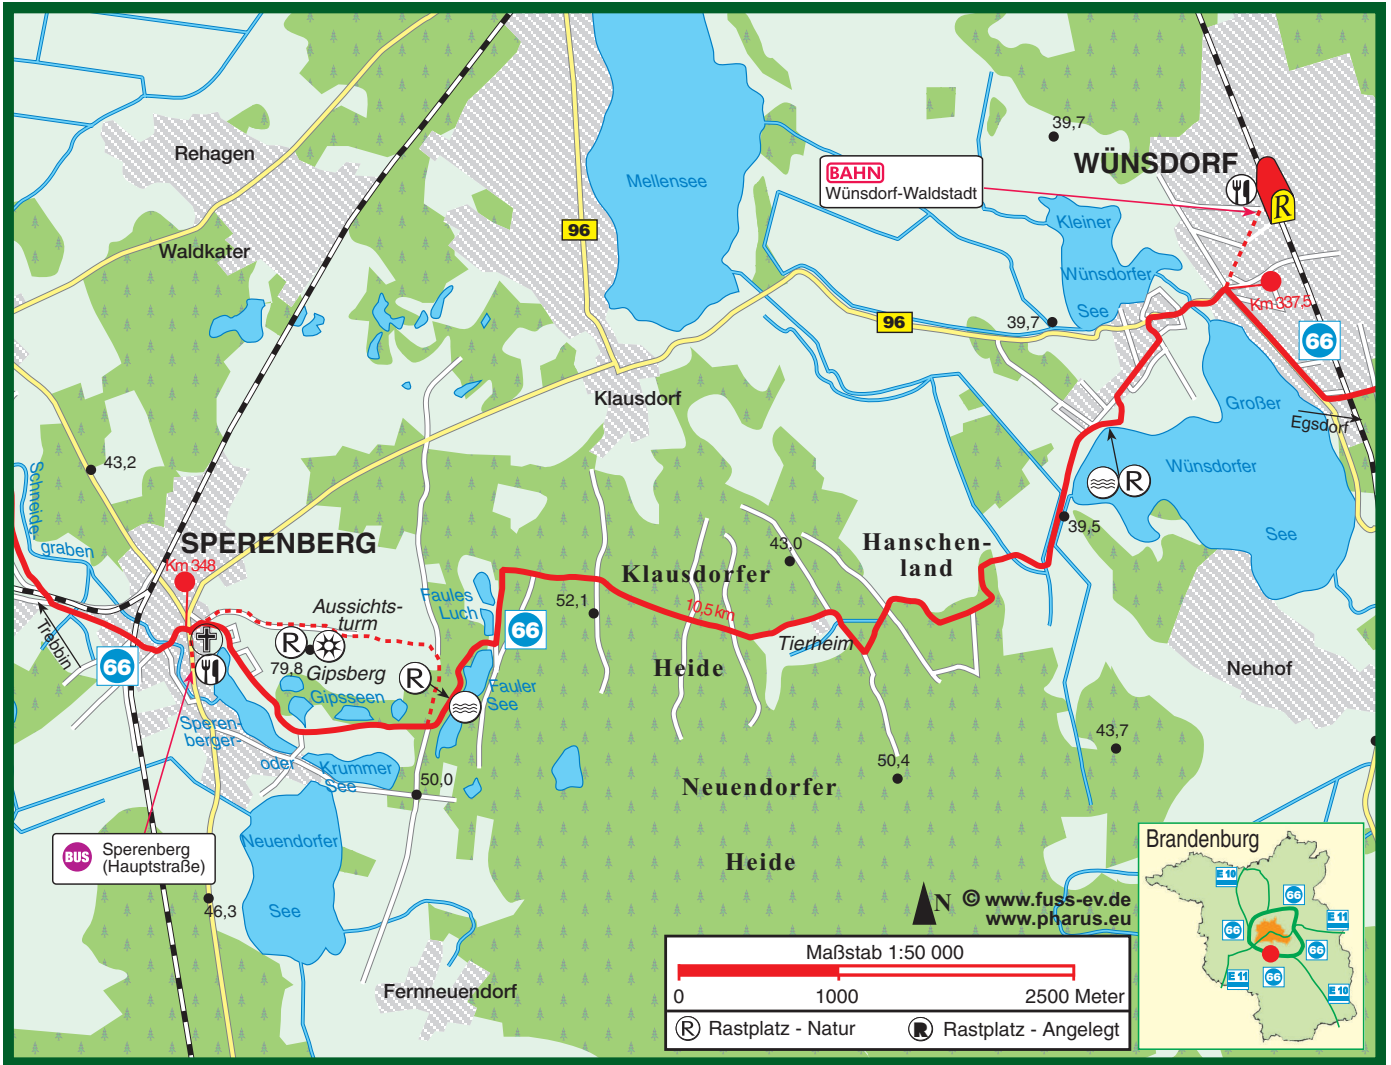 39,7
WÜNSDORF
Rehagen
BAHN
Wünsdorf-Waldstadt
Mellensee
R
Kleiner
Wünsdorfer
See
96
Waldkater
Km 337,5
39,7
96
66
Klausdorf
Großer
Egsdorf
Wünsdorfer
See
43,2
R
39,5
Schneide-
graben
SPERENBERG
Km 348
43,0
Hanschen-
land
Klausdorfer
Heide
10,5 km
Faules
Luch
52,1
Aussichts-
turm
66
Tierheim
Trebbin
66
R
79,8
Gipsberg
R
Gipsseen
Fauler
See
Neuhof
Speren-
berger-
oder
Krummer
See
43,7
50,0
50,4
Neuendorfer
Heide
BUS
Sperenberg
(Hauptstraße)
Neuendorfer
See
46,3
Fernneuendorf
N
© www.fuss-ev.de
www.pharus.eu
Maßstab 1:50 000
0 1000 2500 Meter
R Rastplatz - Natur
R Rastplatz - Angelegt
Brandenburg
E 10
66
E 11
66
66
E 11
66
E 10